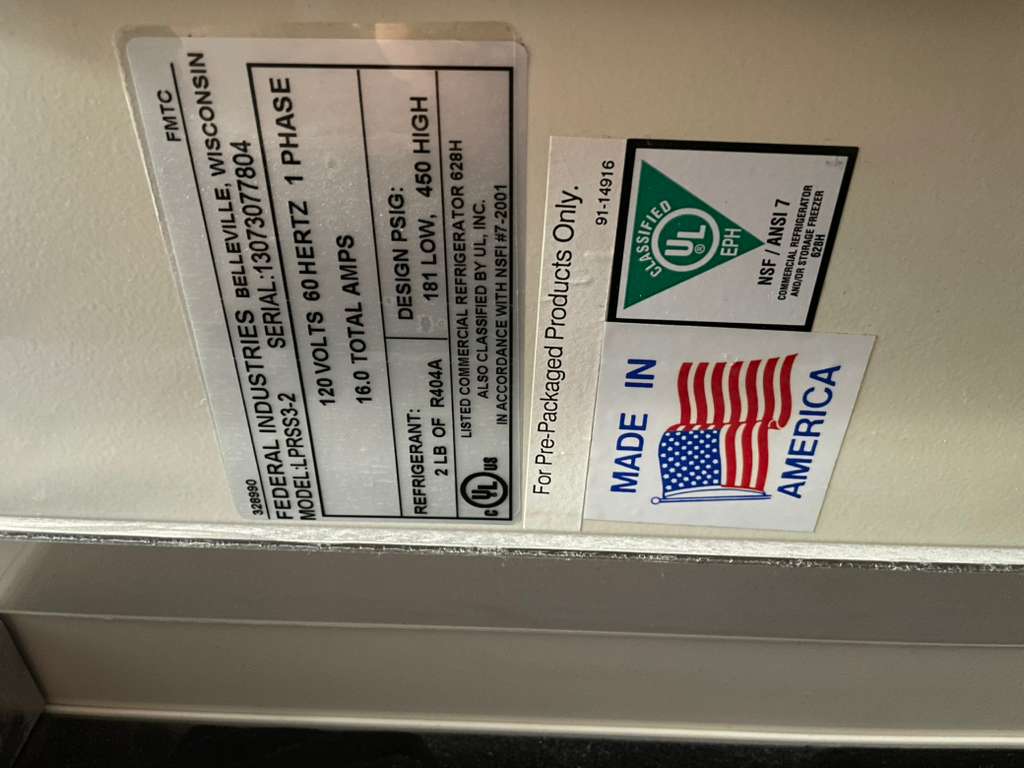 FMTC
328990
FEDERAL INDUSTRIES BELLEVILLE, WISCONSIN
MODEL:LPRSS3-2 SERIAL:13073077804
120 VOLTS 60 HERTZ 1 PHASE
16.0 TOTAL AMPS
REFRIGERANT:
2 LB OF R404A
DESIGN PSIG:
181 LOW, 450 HIGH
LISTED COMMERCIAL REFRIGERATOR 628H
ALSO CLASSIFIED BY UL, INC.
IN ACCORDANCE WITH NSFI #7-2001
C UL US
For Pre-Packaged Products Only.
91-14916
MADE IN
AMERICA
CLASSIFIED
UL ®
EPH
NSF / ANSI 7
COMMERCIAL REFRIGERATOR
AND/OR STORAGE FREEZER
628H